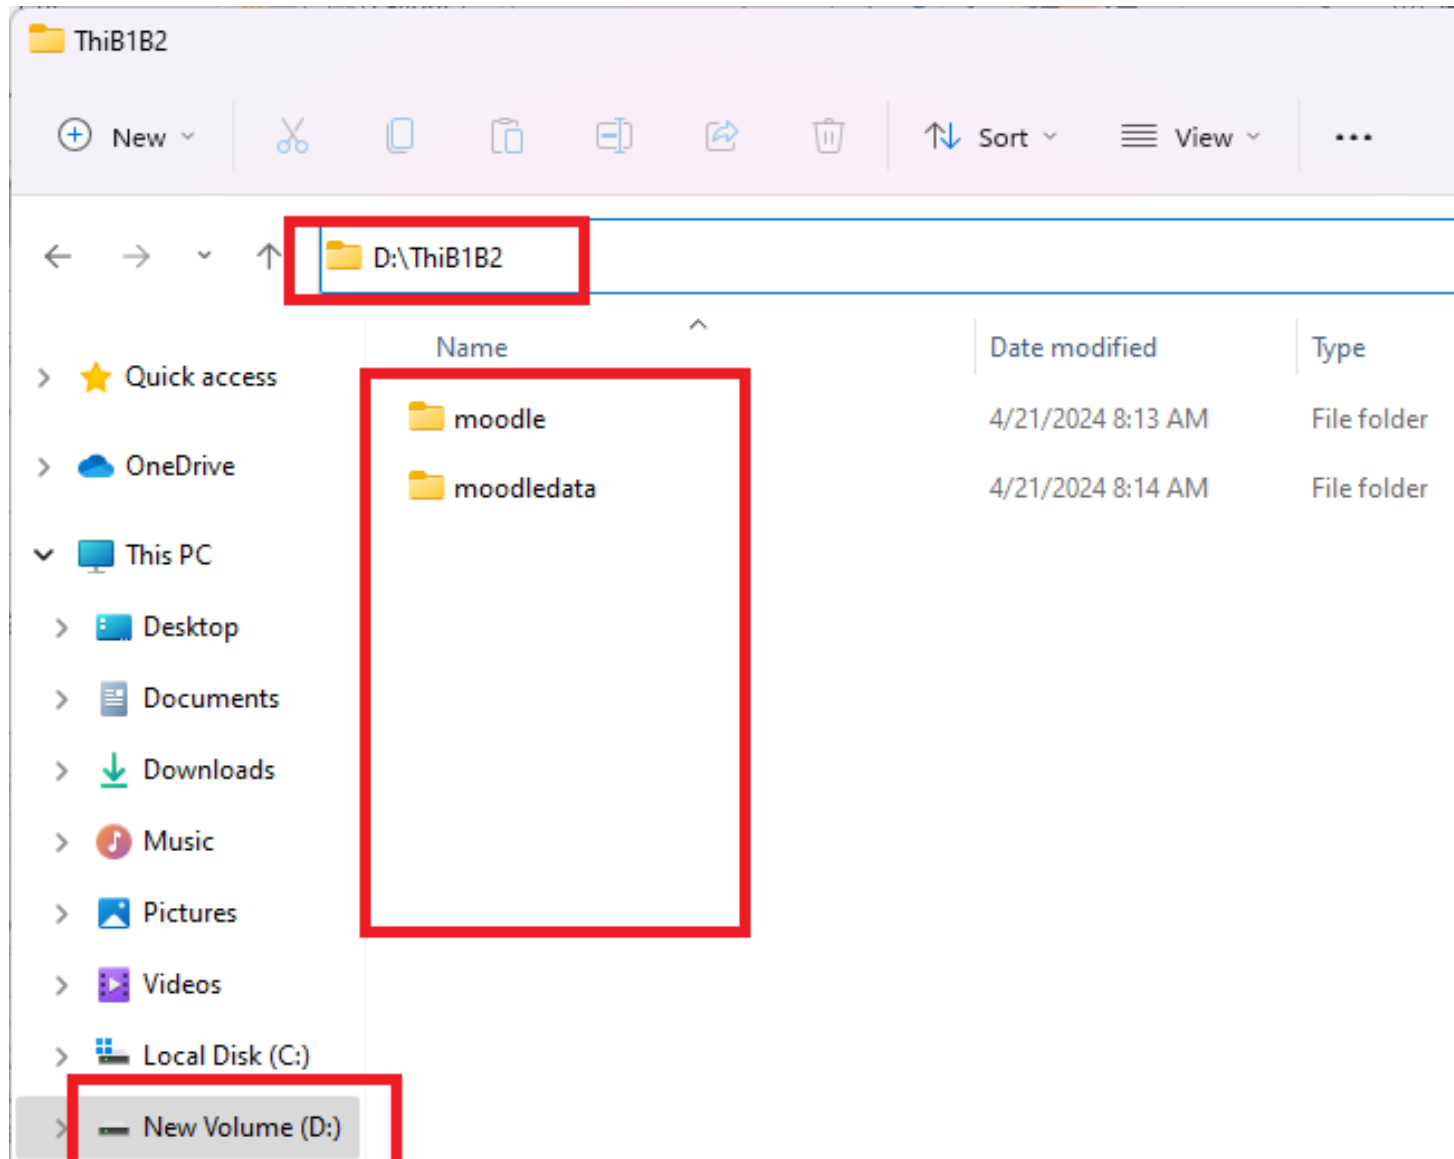 ThiB1B2
New
Sort
View
D:\ThiB1B2
Name Date modified Type
Quick access
moodle 4/21/2024 8:13 AM File folder
OneDrive
moodledata 4/21/2024 8:14 AM File folder
This PC
Desktop
Documents
Downloads
Music
Pictures
Videos
Local Disk (C:)
New Volume (D:)